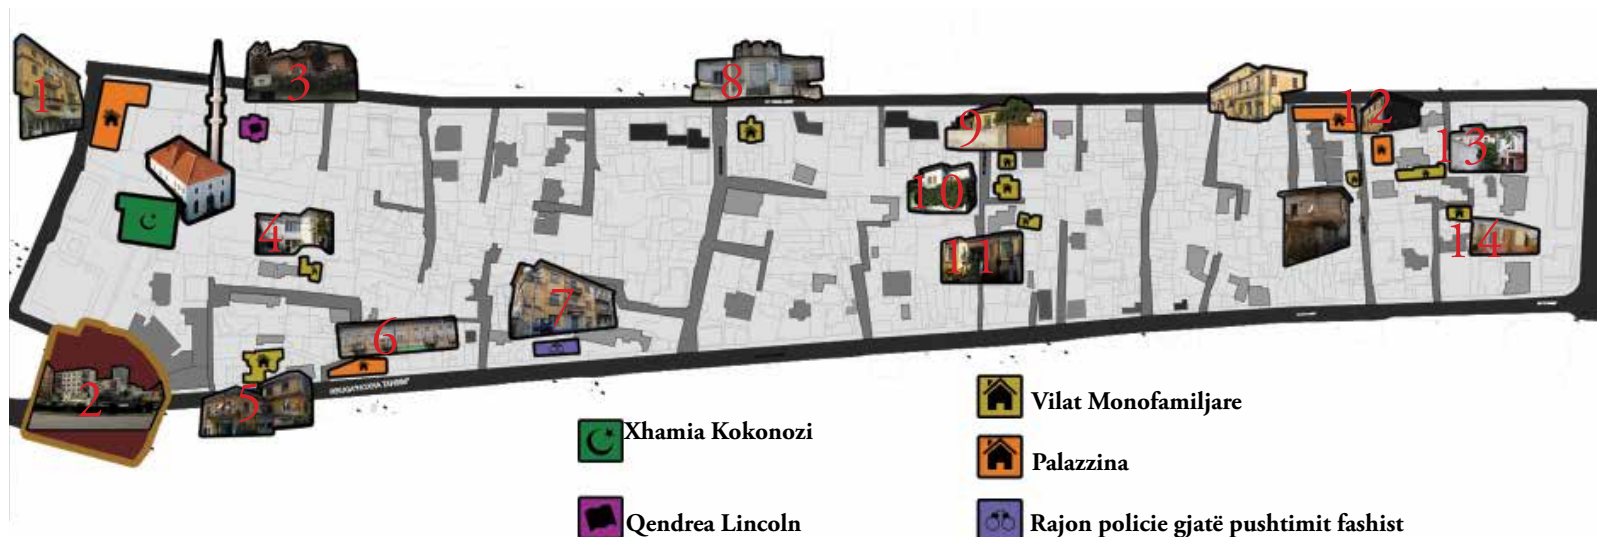 1
3
8
9
12
13
10
4
11
14
7
6
2
5
Vilat Monofamiljare
Xhamia Kokonozi
Palazzina
Qendrea Lincoln
Rajon policie gjatë pushtimit fashist